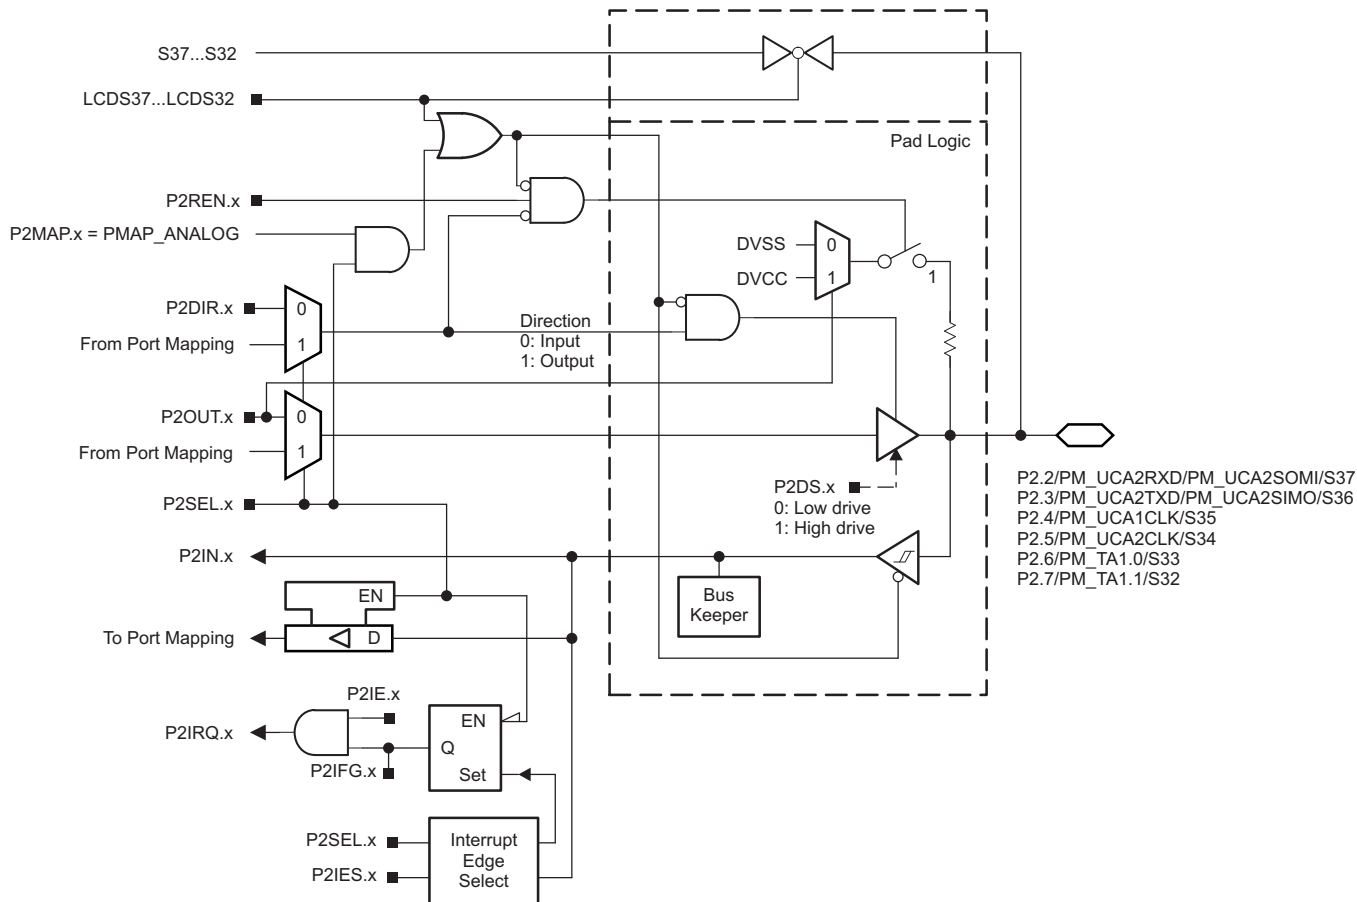 S37...S32
LCDS37...LCDS32
Pad Logic
P2REN.x
P2MAP.x = PMAP_ANALOG
DVSS
0
DVCC
1
1
P2DIR.x
0
From Port Mapping
1
Direction
0: Input
1: Output
P2OUT.x
0
From Port Mapping
1
P2SEL.x
P2DS.x
0: Low drive
1: High drive
P2.2/PM_UCA2RXD/PM_UCA2SOMI/S37
P2.3/PM_UCA2TXD/PM_UCA2SIMO/S36
P2.4/PM_UCA1CLK/S35
P2.5/PM_UCA2CLK/S34
P2.6/PM_TA1.0/S33
P2.7/PM_TA1.1/S32
P2IN.x
Bus
Keeper
EN
To Port Mapping
D
P2IE.x
P2IRQ.x
EN
Q
Set
P2IFG.x
P2SEL.x
P2IES.x
Interrupt
Edge
Select